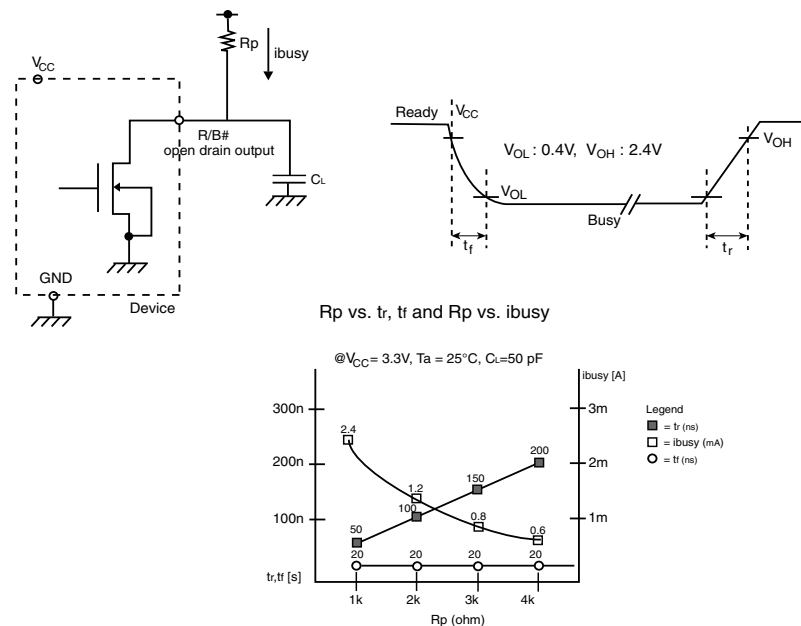 Rp
ibusy
VCC
R/B#
open drain output
CL
GND
Device
Ready
VCC
VOL : 0.4V, VOH : 2.4V
VOH
VOL
Busy
tf
tr
Rp vs. tr, tf and Rp vs. ibusy
@VCC = 3.3V, Ta = 25°C, CL=50 pF
ibusy [A]
300n
3m
2.4
200n
2m
200
150
1.2
100
100n
1m
0.8
0.6
50
20
20
20
20
tr,tf [s]
1k
2k
3k
4k
Rp (ohm)
Legend
= tr (ns)
= ibusy (mA)
= tf (ns)